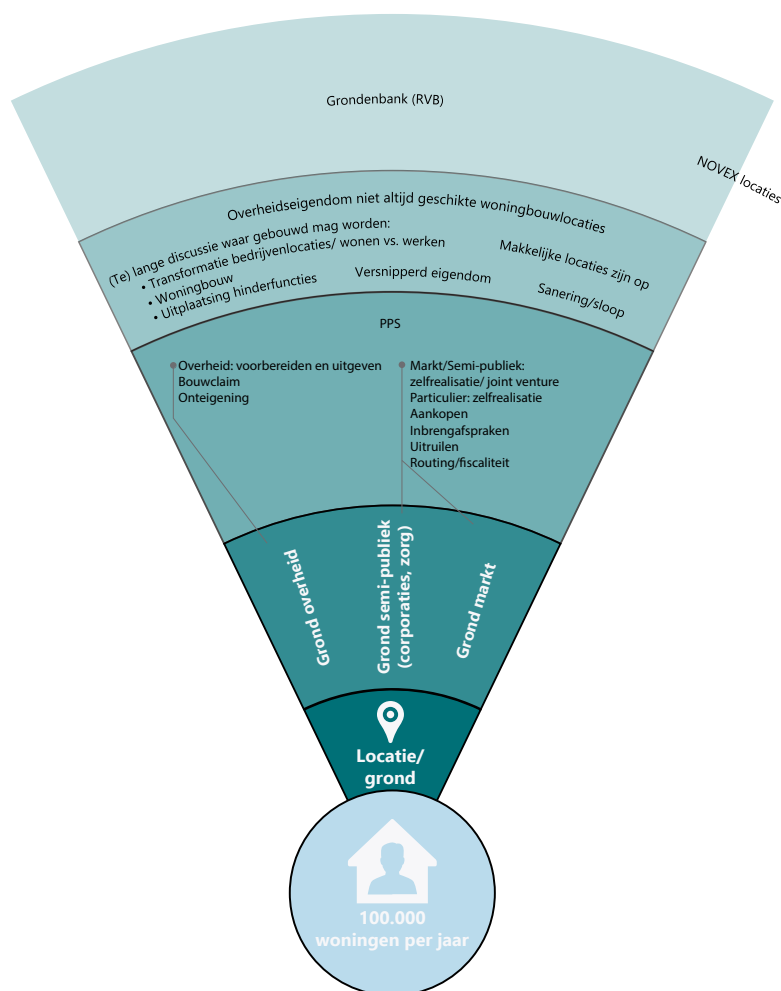 Grondenbank (RVB)
NOVEX locaties
Overheidseigendom niet altijd geschikte woningbouwlocaties
(Te) lange discussie waar gebouwd mag worden:
• Transformatie bedrijvenlocaties/ wonen vs. werken
• Woningbouw
• Uitplaatsing hinderfuncties
Versnipperd eigendom
Makkelijke locaties zijn op
Sanering/sloop
PPS
Overheid: voorbereiden en uitgeven
Bouwclaim
Onteigening
Markt/Semi-publiek:
zelfrealisatie/ joint venture
Particulier: zelfrealisatie
Aankopen
Inbrengafspraken
Uitruilen
Routing/fiscaliteit
Grond overheid
Grond semi-publiek
(corporaties, zorg)
Grond markt
Locatie/
grond
100.000
woningen per jaar